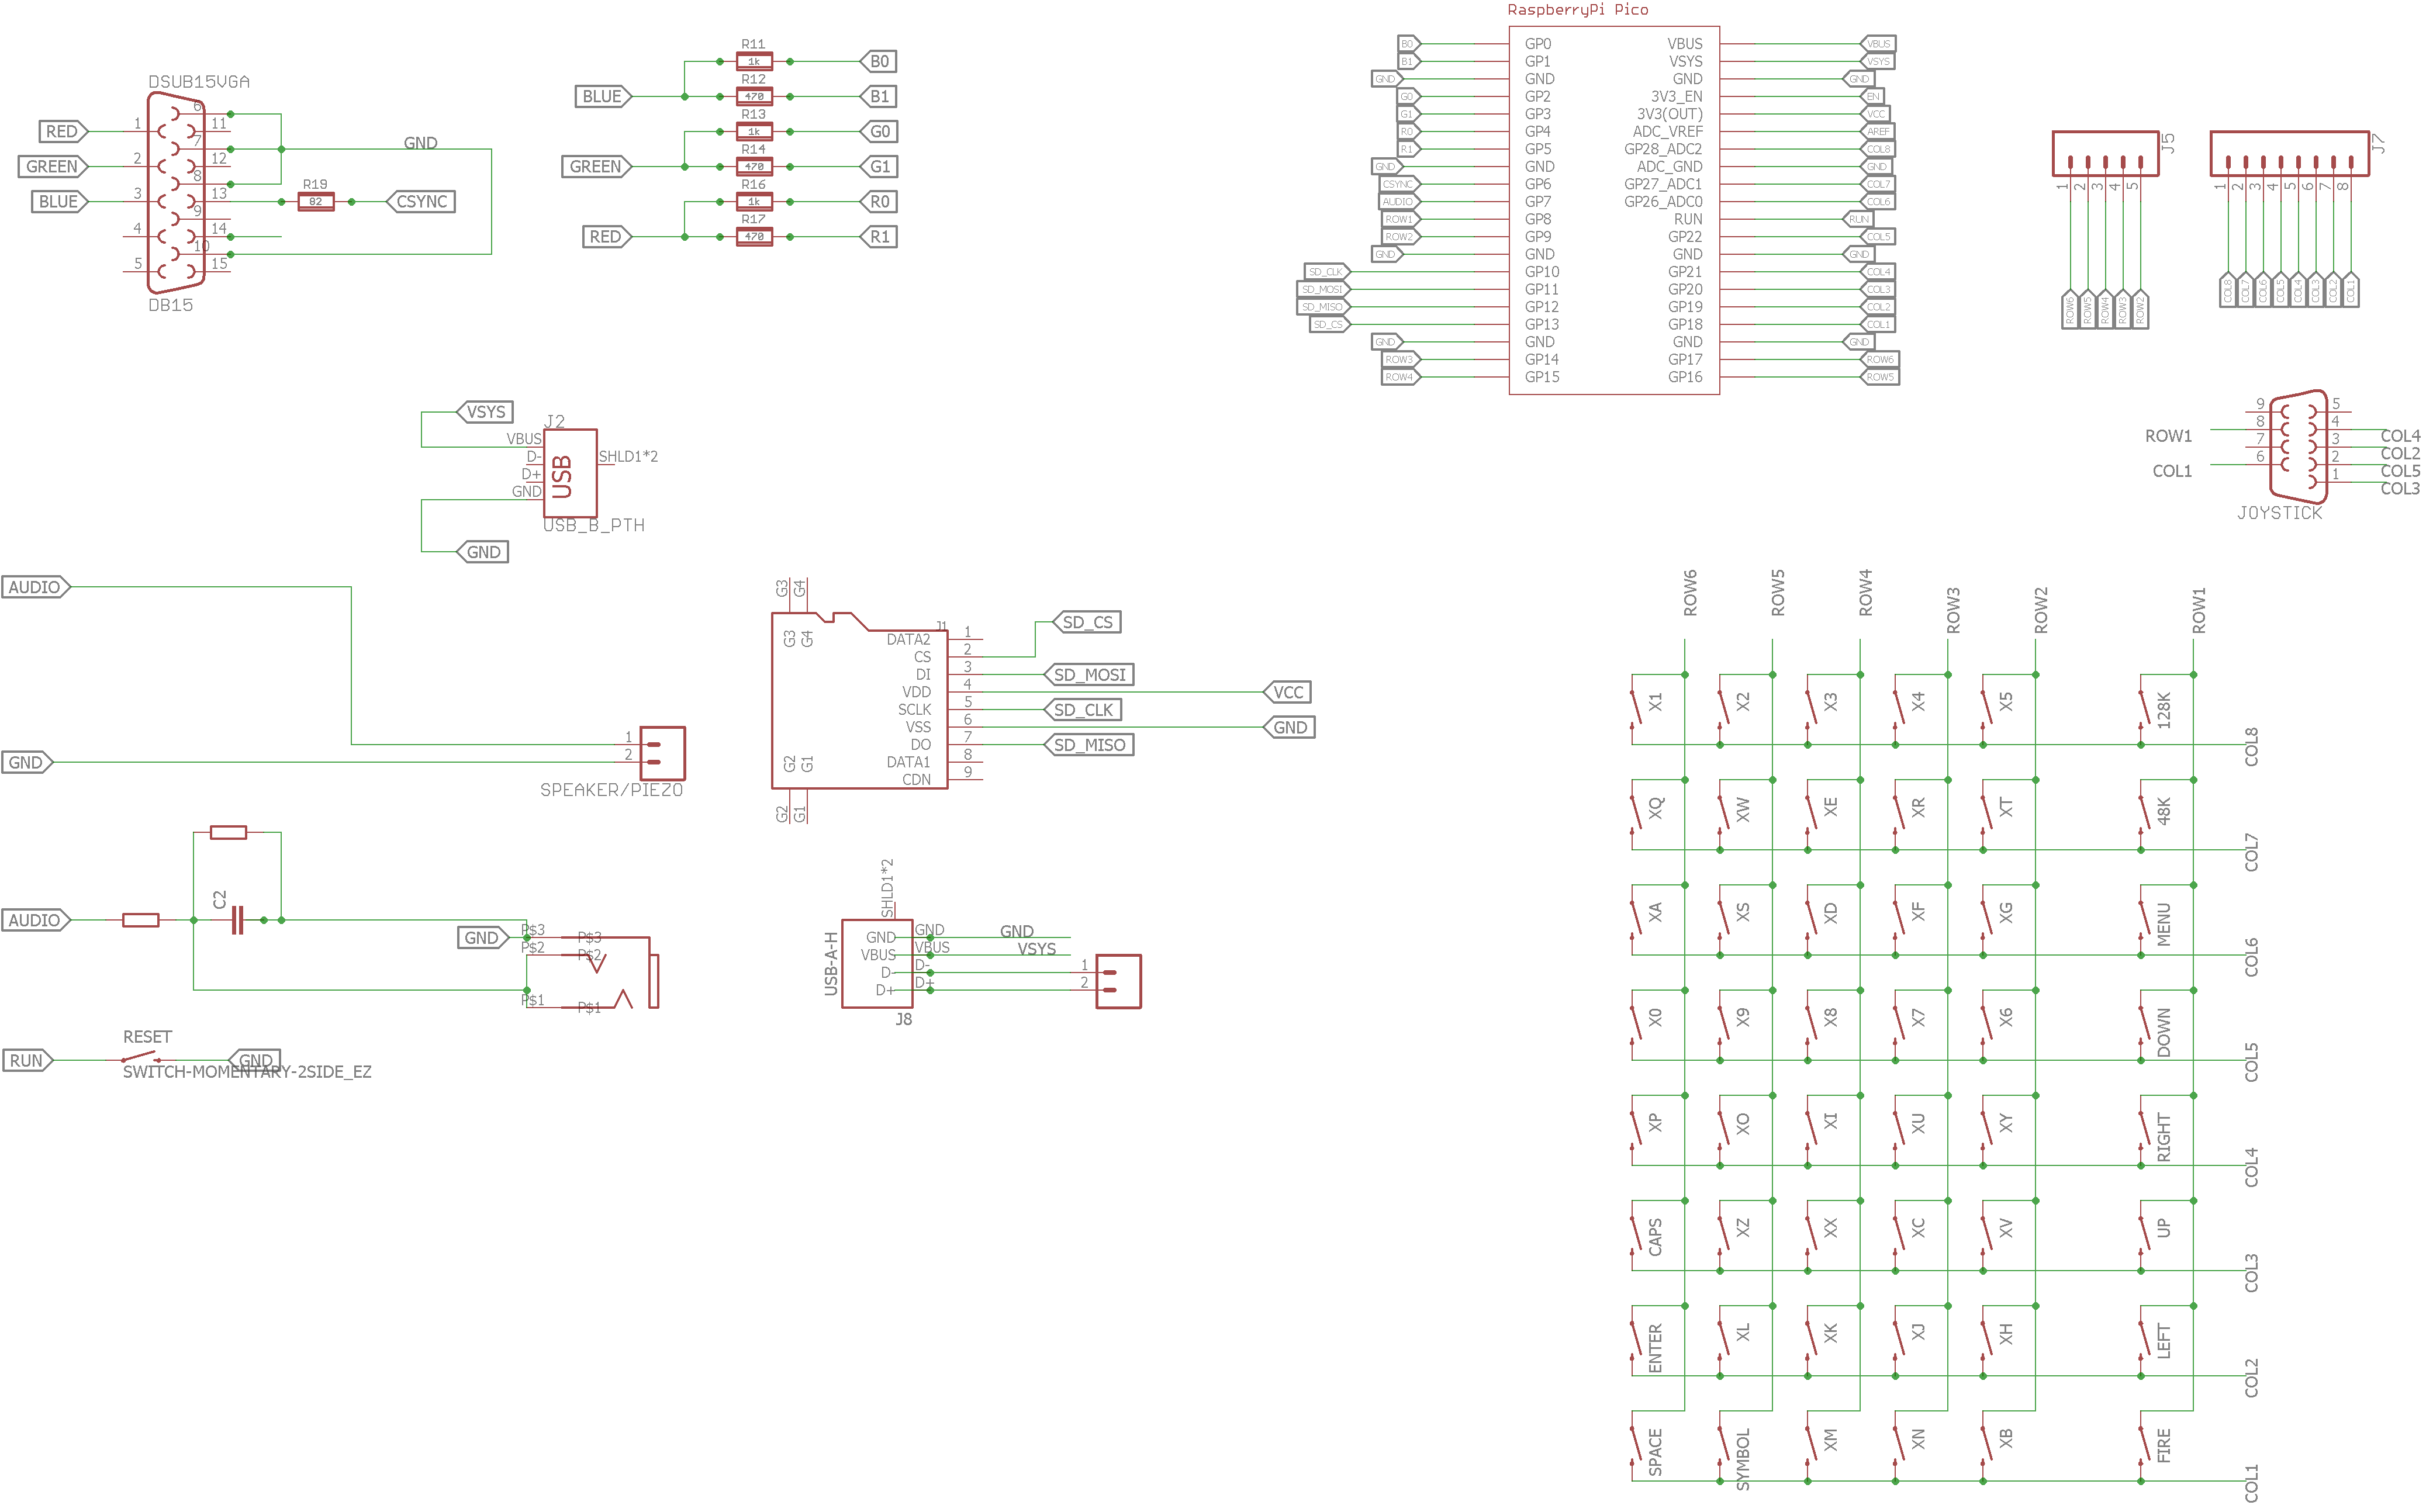 DSUB15VGA
RED
GREEN
BLUE
1
2
3
4
5
6
11
7
12
8
13
9
14
10
15
GND
R19
82
CSYNC
DB15
BLUE
GREEN
RED
R11
1k
B0
R12
470
B1
R13
1k
G0
R14
470
G1
R16
1k
R0
R17
470
R1
RaspberryPi Pico
B0 GP0 VBUS VBUS
B1 GP1 VSYS VSYS
GND GND GND GND
G0 GP2 3V3_EN EN
G1 GP3 3V3(OUT) VCC
R0 GP4 ADC_VREF AREF
R1 GP5 GP28_ADC2 COL8
GND GND ADC_GND GND
CSYNC GP6 GP27_ADC1 COL7
AUDIO GP7 GP26_ADC0 COL6
ROW1 GP8 RUN RUN
ROW2 GP9 GP22 COL5
GND GND GND GND
SD_CLK GP10 GP21 COL4
SD_MOSI GP11 GP20 COL3
SD_MISO GP12 GP19 COL2
SD_CS GP13 GP18 COL1
GND GND GND GND
ROW3 GP14 GP17 ROW6
ROW4 GP15 GP16 ROW5
J5
1 2 3 4 5
ROW6 ROW5 ROW4 ROW3 ROW2
J7
1 2 3 4 5 6 7 8
COL8 COL7 COL6 COL5 COL4 COL3 COL2 COL1
9 5
8 4
7 3
6 2
1
ROW1
COL1
COL4
COL2
COL5
COL3
JOYSTICK
VSYS
J2
VBUS
D-
D+
GND
USB
SHLD1*2
USB_B_PTH
GND
AUDIO
GND
1
2
SPEAKER/PIEZO
G3 G4
G3 G4
J1
DATA2 1
CS 2
DI 3
VDD 4
SCLK 5
VSS 6
DO 7
DATA1 8
CDN 9
G2 G1
G2 G1
SD_CS
SD_MOSI
VCC
SD_CLK
GND
SD_MISO
AUDIO
C2
GND
P$3 P$3
P$2 P$2
P$1 P$1
SHLD1*2
USB-A-H
GND GND
VBUS VBUS
D- D-
D+ D+
J8
GND
VSYS
1
2
RUN
RESET
GND
SWITCH-MOMENTARY-2SIDE_EZ
ROW6 ROW5 ROW4 ROW3 ROW2 ROW1
X1 X2 X3 X4 X5 128K COL8
XQ XW XE XR XT 48K COL7
XA XS XD XF XG MENU COL6
X0 X9 X8 X7 X6 DOWN COL5
XP XO XI XU XY RIGHT COL4
CAPS XZ XX XC XV UP COL3
ENTER XL XK XJ XH LEFT COL2
SPACE SYMBOL XM XN XB FIRE COL1